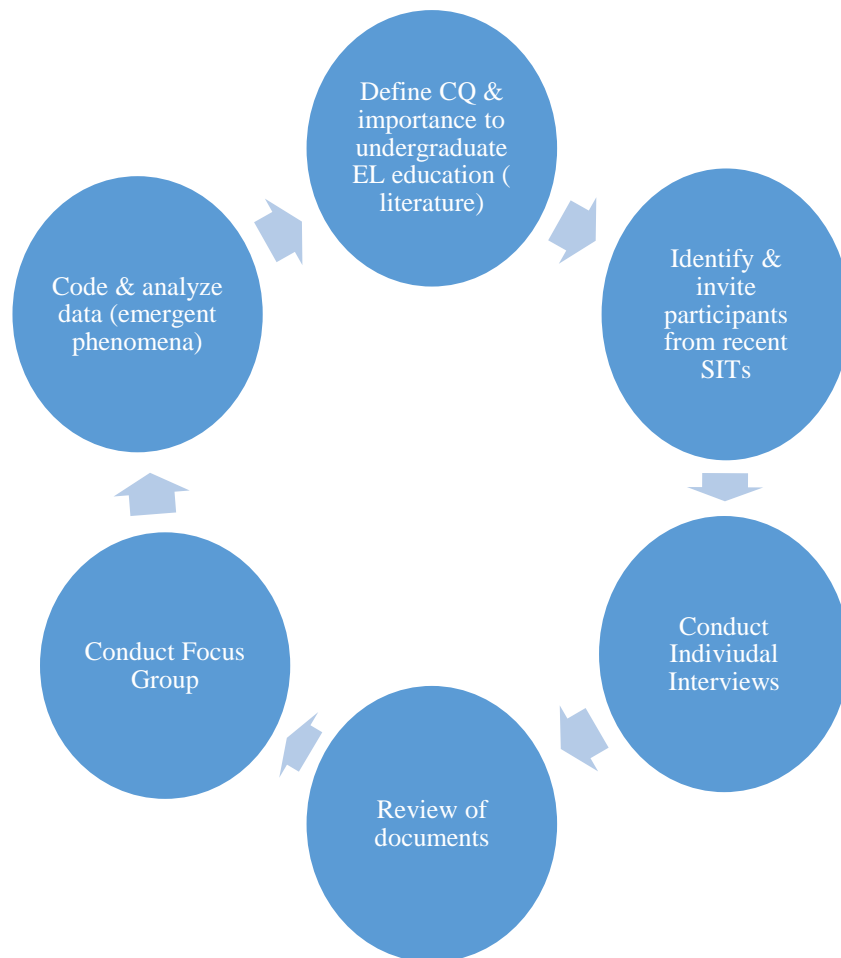 Define CQ &
importance to
undergraduate
EL education (
literature)
Identify &
invite
participants
from recent
SITs
Conduct
Indiviudal
Interviews
Review of
documents
Conduct Focus
Group
Code & analyze
data (emergent
phenomena)